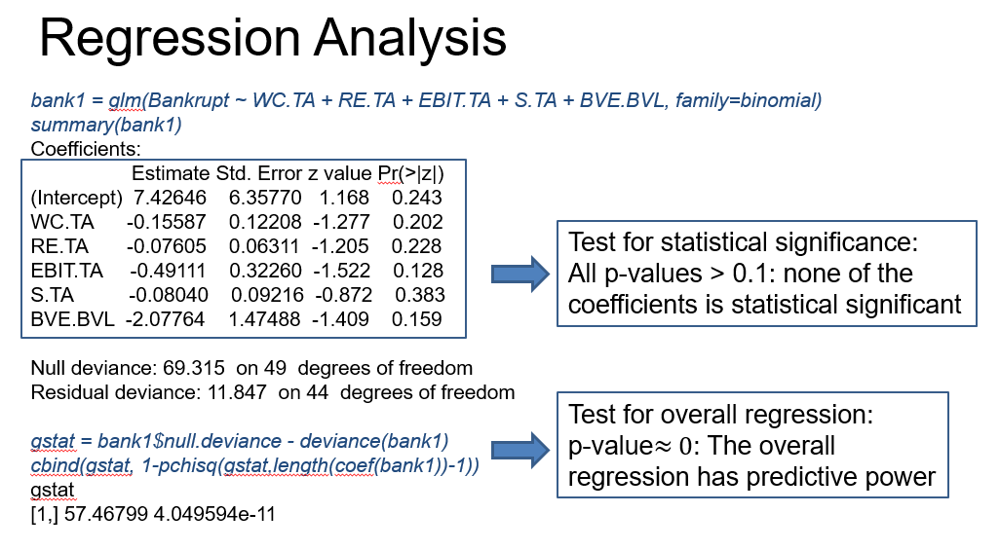 Regression Analysis
bank1 = glm(Bankrupt ~ WC.TA + RE.TA + EBIT.TA + S.TA + BVE.BVL, family=binomial)
summary(bank1)
Coefficients:
Estimate Std. Error z value Pr(>|z|)
(Intercept) 7.42646 6.35770 1.168 0.243
WC.TA -0.15587 0.12208 -1.277 0.202
RE.TA -0.07605 0.06311 -1.205 0.228
EBIT.TA -0.49111 0.32260 -1.522 0.128
S.TA -0.08040 0.09216 -0.872 0.383
BVE.BVL -2.07764 1.47488 -1.409 0.159
Test for statistical significance:
All p-values > 0.1: none of the
coefficients is statistical significant
Null deviance: 69.315 on 49 degrees of freedom
Residual deviance: 11.847 on 44 degrees of freedom
gstat = bank1$null.deviance - deviance(bank1)
cbind(gstat, 1-pchisq(gstat,length(coef(bank1))-1))
gstat
[1,] 57.46799 4.049594e-11
Test for overall regression:
p-value≈ 0: The overall
regression has predictive power